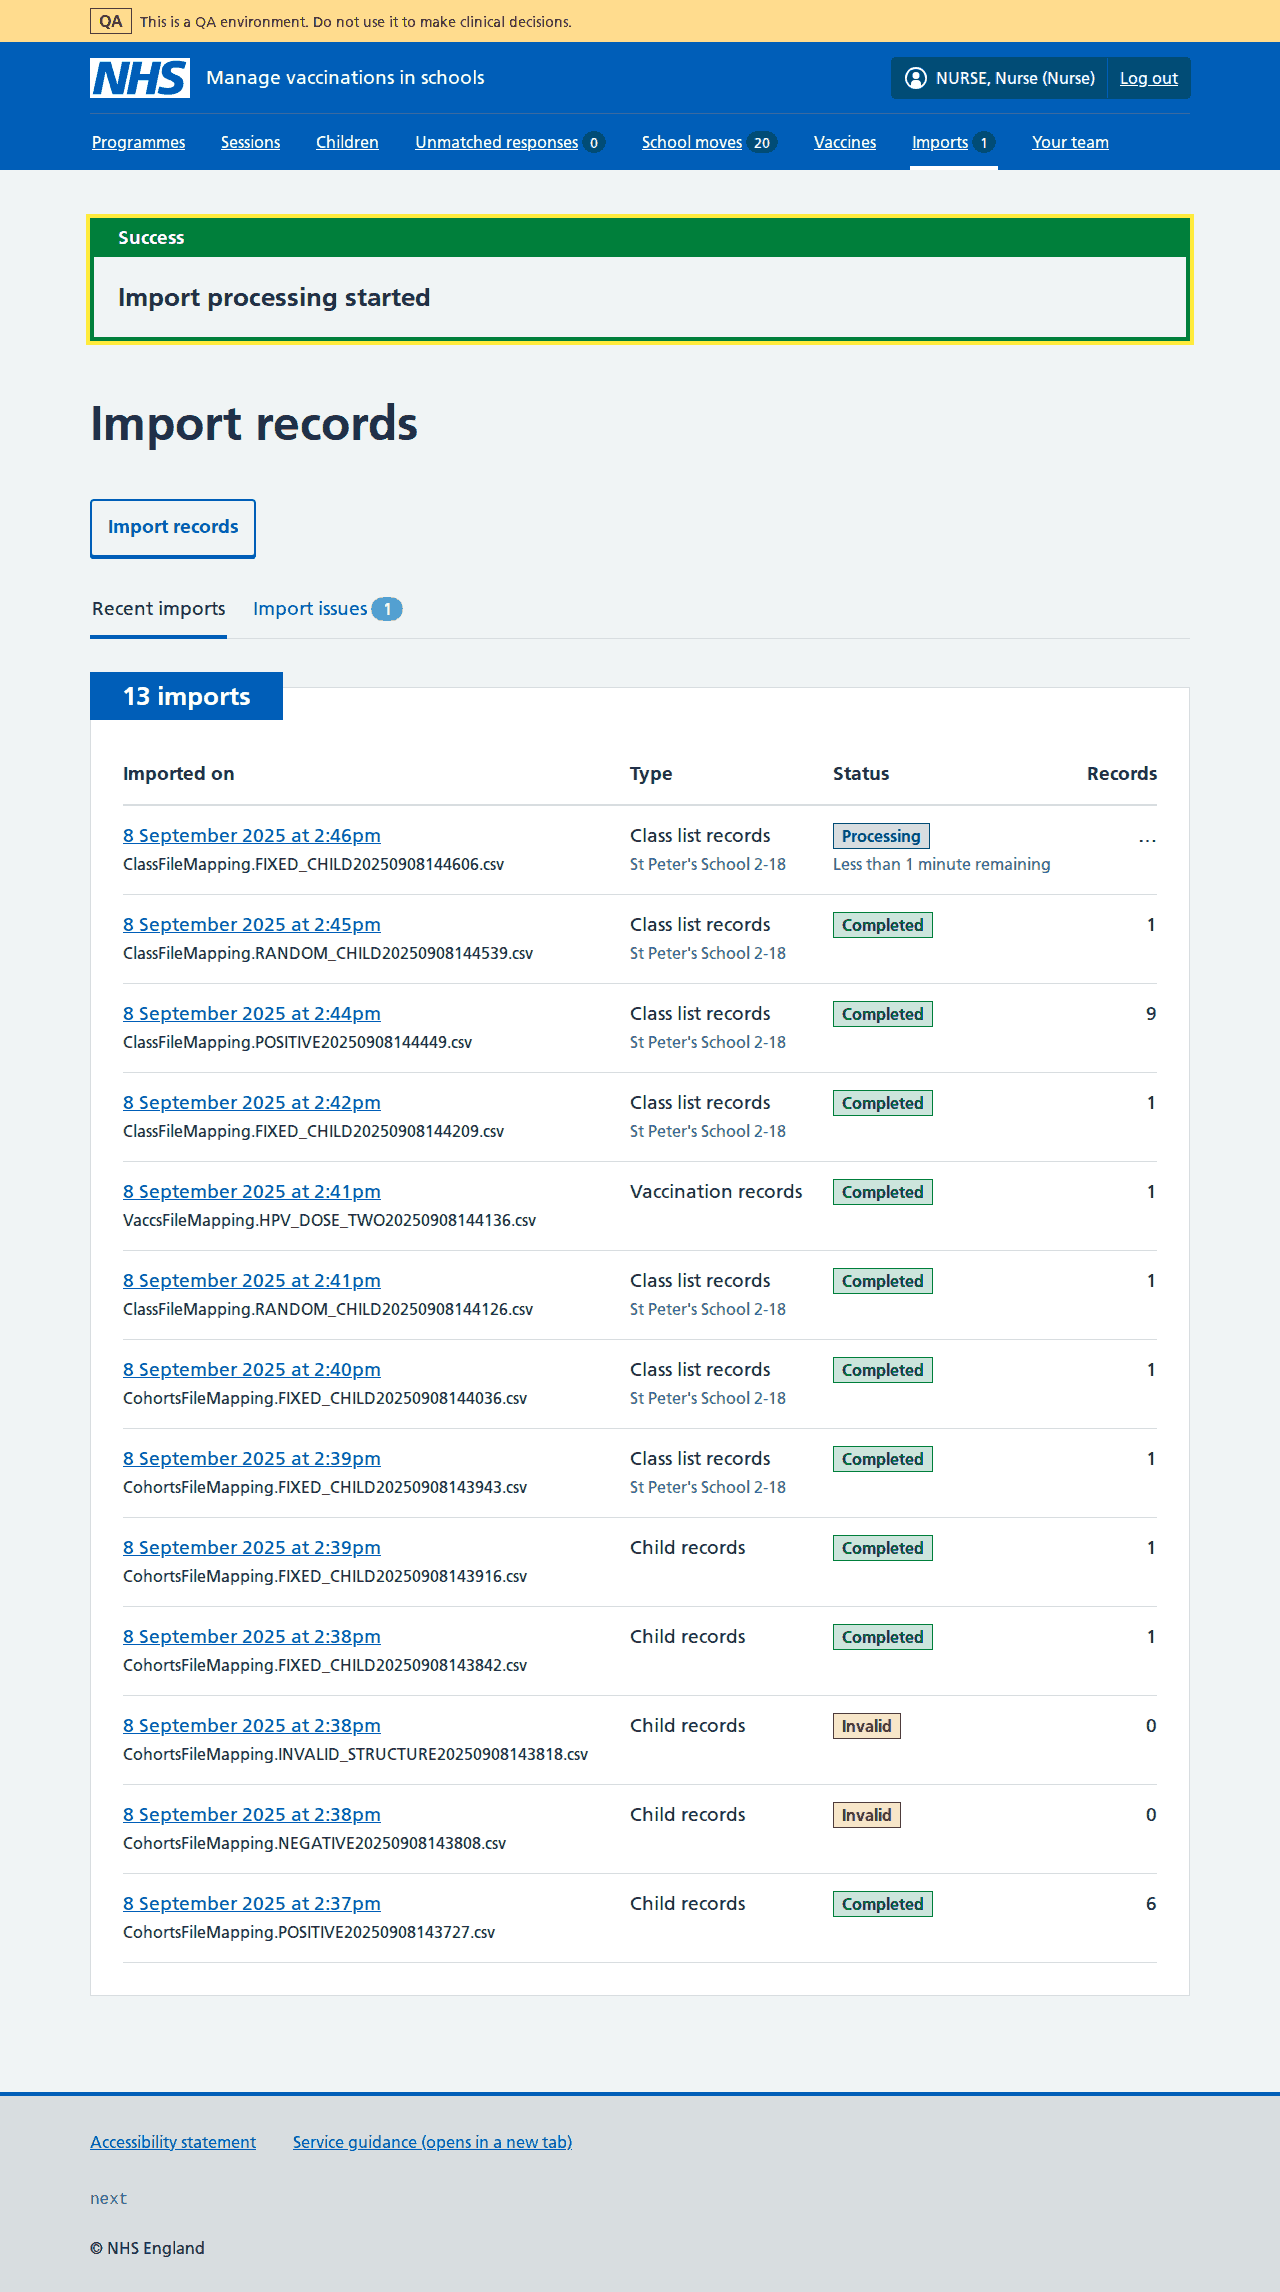 QA This is a QA environment. Do not use it to make clinical decisions.
NHS Manage vaccinations in schools NURSE, Nurse (Nurse) Log out
Programmes Sessions Children Unmatched responses 0 School moves 20 Vaccines Imports 1 Your team
Success
Import processing started
Import records
Import records
Recent imports Import issues 1
13 imports
Imported on Type Status Records
8 September 2025 at 2:46pm Class list records Processing ...
ClassFileMapping.FIXED_CHILD20250908144606.csv St Peter's School 2-18 Less than 1 minute remaining
8 September 2025 at 2:45pm Class list records Completed 1
ClassFileMapping.RANDOM_CHILD20250908144539.csv St Peter's School 2-18
8 September 2025 at 2:44pm Class list records Completed 9
ClassFileMapping.POSITIVE20250908144449.csv St Peter's School 2-18
8 September 2025 at 2:42pm Class list records Completed 1
ClassFileMapping.FIXED_CHILD20250908144209.csv St Peter's School 2-18
8 September 2025 at 2:41pm Vaccination records Completed 1
VaccsFileMapping.HPV_DOSE_TWO20250908144136.csv
8 September 2025 at 2:41pm Class list records Completed 1
ClassFileMapping.RANDOM_CHILD20250908144126.csv St Peter's School 2-18
8 September 2025 at 2:40pm Class list records Completed 1
CohortsFileMapping.FIXED_CHILD20250908144036.csv St Peter's School 2-18
8 September 2025 at 2:39pm Class list records Completed 1
CohortsFileMapping.FIXED_CHILD20250908143943.csv St Peter's School 2-18
8 September 2025 at 2:39pm Child records Completed 1
CohortsFileMapping.FIXED_CHILD20250908143916.csv
8 September 2025 at 2:38pm Child records Completed 1
CohortsFileMapping.FIXED_CHILD20250908143842.csv
8 September 2025 at 2:38pm Child records Invalid 0
CohortsFileMapping.INVALID_STRUCTURE20250908143818.csv
8 September 2025 at 2:38pm Child records Invalid 0
CohortsFileMapping.NEGATIVE20250908143808.csv
8 September 2025 at 2:37pm Child records Completed 6
CohortsFileMapping.POSITIVE20250908143727.csv
Accessibility statement Service guidance (opens in a new tab)
next
© NHS England